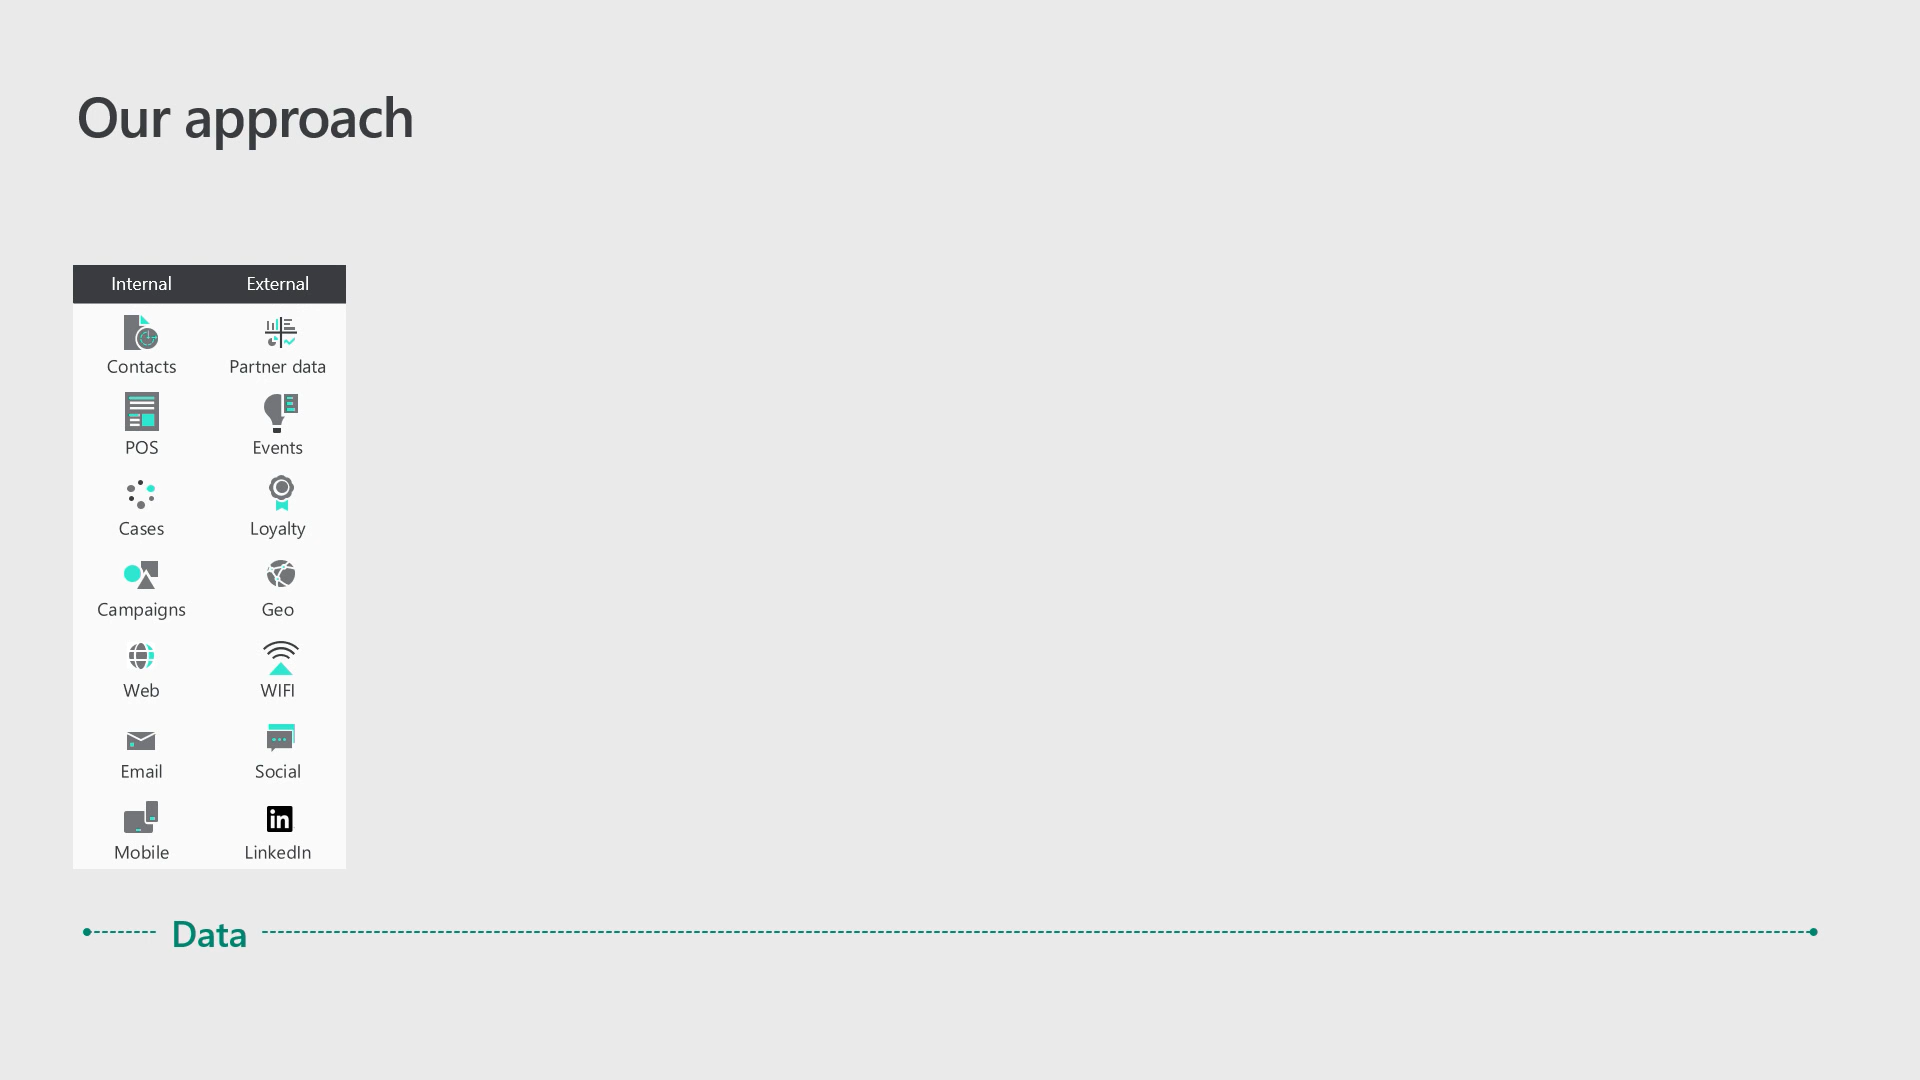 Our approach
Internal External
Contacts Partner data
POS Events
Cases Loyalty
Campaigns Geo
Web WIFI
Email Social
in
Mobile LinkedIn
Data